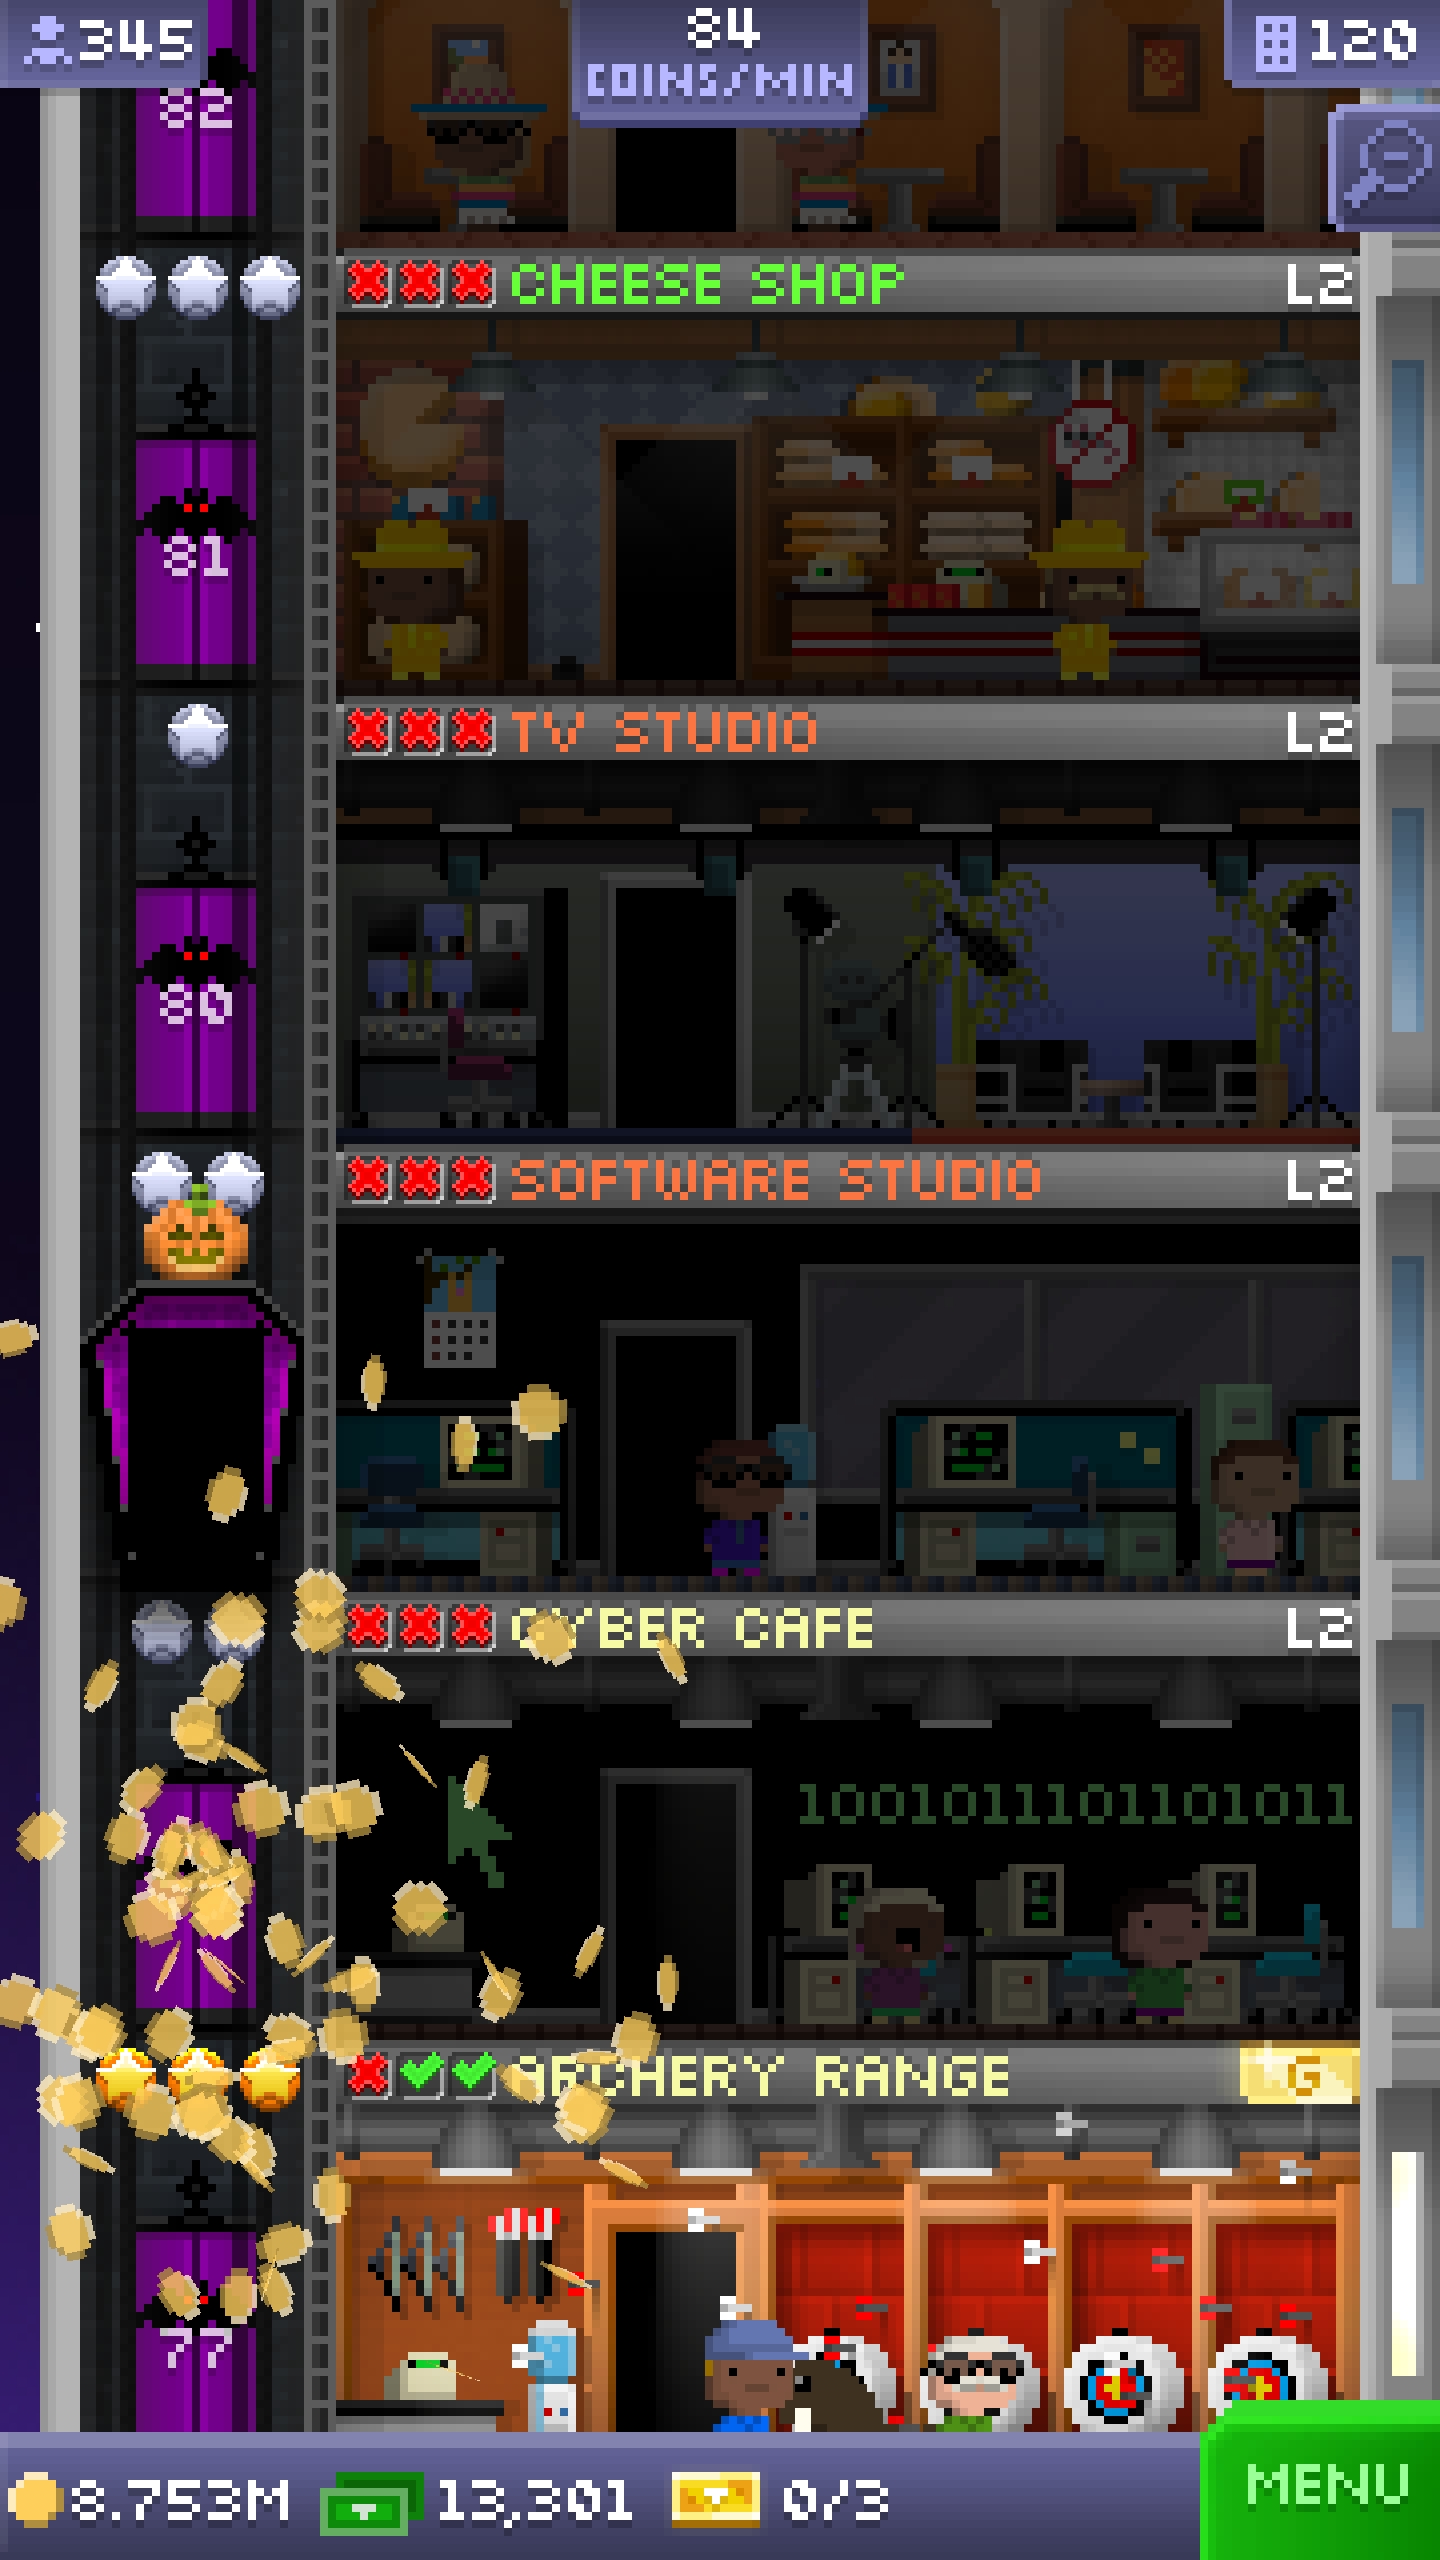 345
84
COINS/MIN
120
82
CHEESE SHOP L2
81
TV STUDIO L2
80
SOFTWARE STUDIO L2
CYBER CAFE L2
1001011101101011
ARCHERY RANGE G
77
8.753M 13,301 0/3 MENU